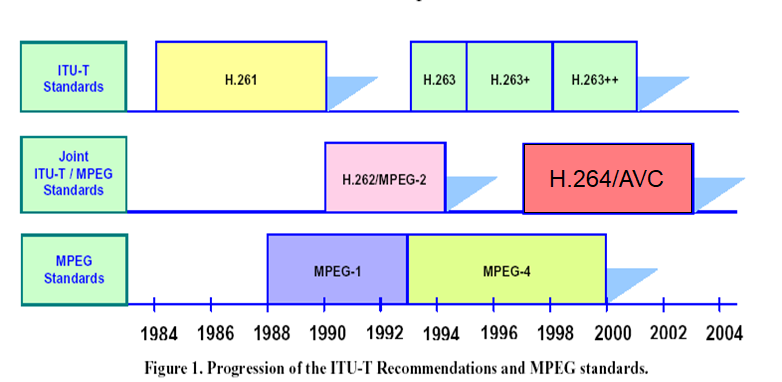 ITU-T
Standards
H.261
H.263
H.263+
H.263++
Joint
ITU-T / MPEG
Standards
H.262/MPEG-2
H.264/AVC
MPEG
Standards
MPEG-1
MPEG-4
1984 1986 1988 1990 1992 1994 1996 1998 2000 2002 2004
Figure 1. Progression of the ITU-T Recommendations and MPEG standards.